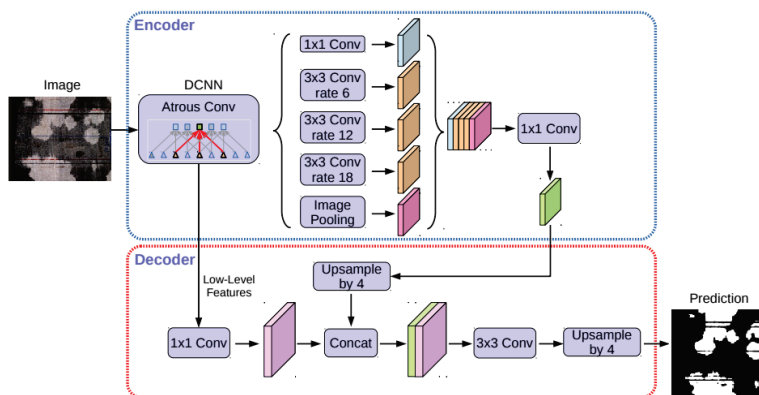 Encoder
Image
DCNN
Atrous Conv
1x1 Conv
3x3 Conv
rate 6
3x3 Conv
rate 12
3x3 Conv
rate 18
Image
Pooling
1x1 Conv
Decoder
Low-Level
Features
Upsample
by 4
1x1 Conv
Concat
3x3 Conv
Upsample
by 4
Prediction